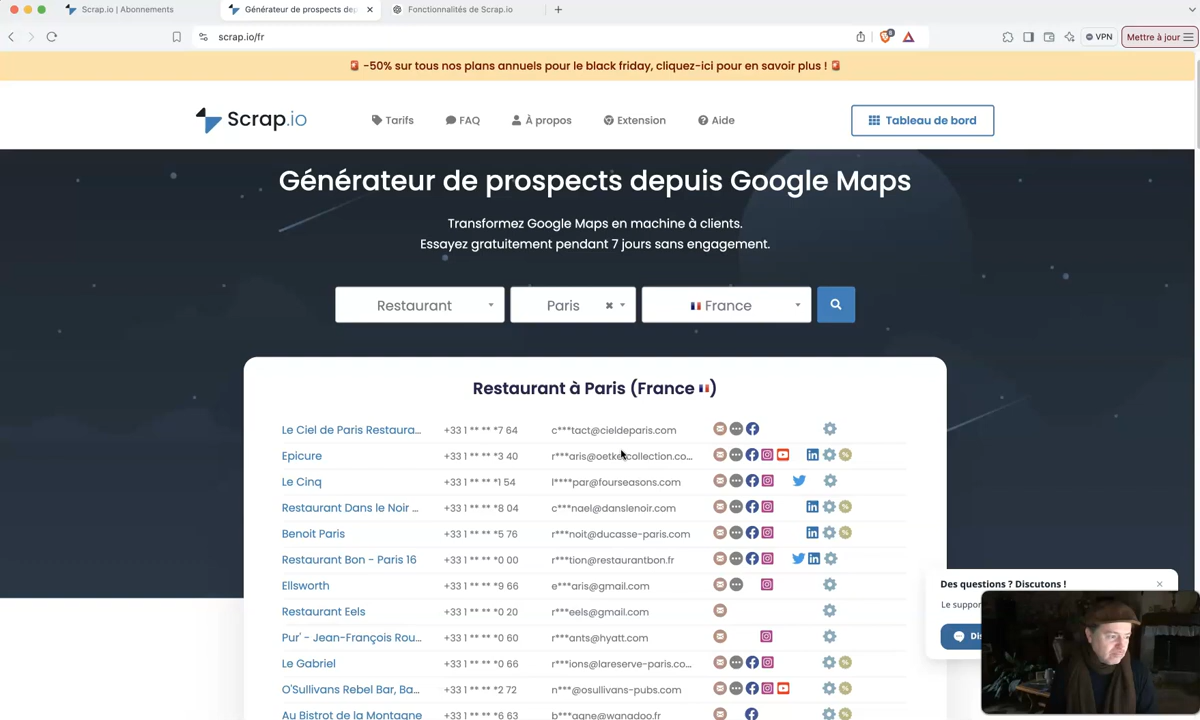 Scrap.io | Abonnements
Générateur de prospects dep
Fonctionnalités de Scrap.io
scrap.io/fr
VPN
Mettre à jour
-50% sur tous nos plans annuels pour le black friday, cliquez-ici pour en savoir plus !
Scrap.io
Tarifs
FAQ
À propos
Extension
Aide
Tableau de bord
Générateur de prospects depuis Google Maps
Transformez Google Maps en machine à clients.
Essayez gratuitement pendant 7 jours sans engagement.
Restaurant
Paris
France
Restaurant à Paris (France)
Le Ciel de Paris Restaura... +33 1 ** ** *7 64 c***tact@cieldeparis.com
Epicure +33 1 ** ** *3 40 r***aris@oetkercollection.co...
Le Cinq +33 1 ** ** *1 54 l****par@fourseasons.com
Restaurant Dans le Noir ... +33 1 ** ** *8 04 c***nael@danslenoir.com
Benoit Paris +33 1 ** ** *5 76 r***noit@ducasse-paris.com
Restaurant Bon - Paris 16 +33 1 ** ** *0 00 r***tion@restaurantbon.fr
Ellsworth +33 1 ** ** *9 66 e***aris@gmail.com
Restaurant Eels +33 1 ** ** *0 20 r***eels@gmail.com
Pur' - Jean-François Rou... +33 1 ** ** *0 60 r***ants@hyatt.com
Le Gabriel +33 1 ** ** *0 66 r***ions@lareserve-paris.co...
O'Sullivans Rebel Bar, Ba... +33 1 ** ** *2 72 n***@osullivans-pubs.com
Au Bistrot de la Montagne +33 1 ** ** *6 63 b***agne@wanadoo.fr
Des questions ? Discutons !
Le suppor
Dis